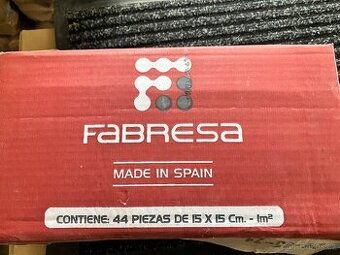 FABRESA
MADE IN SPAIN
CONTIENE: 44 PIEZAS DE 15 X 15 Cm. - 1m²